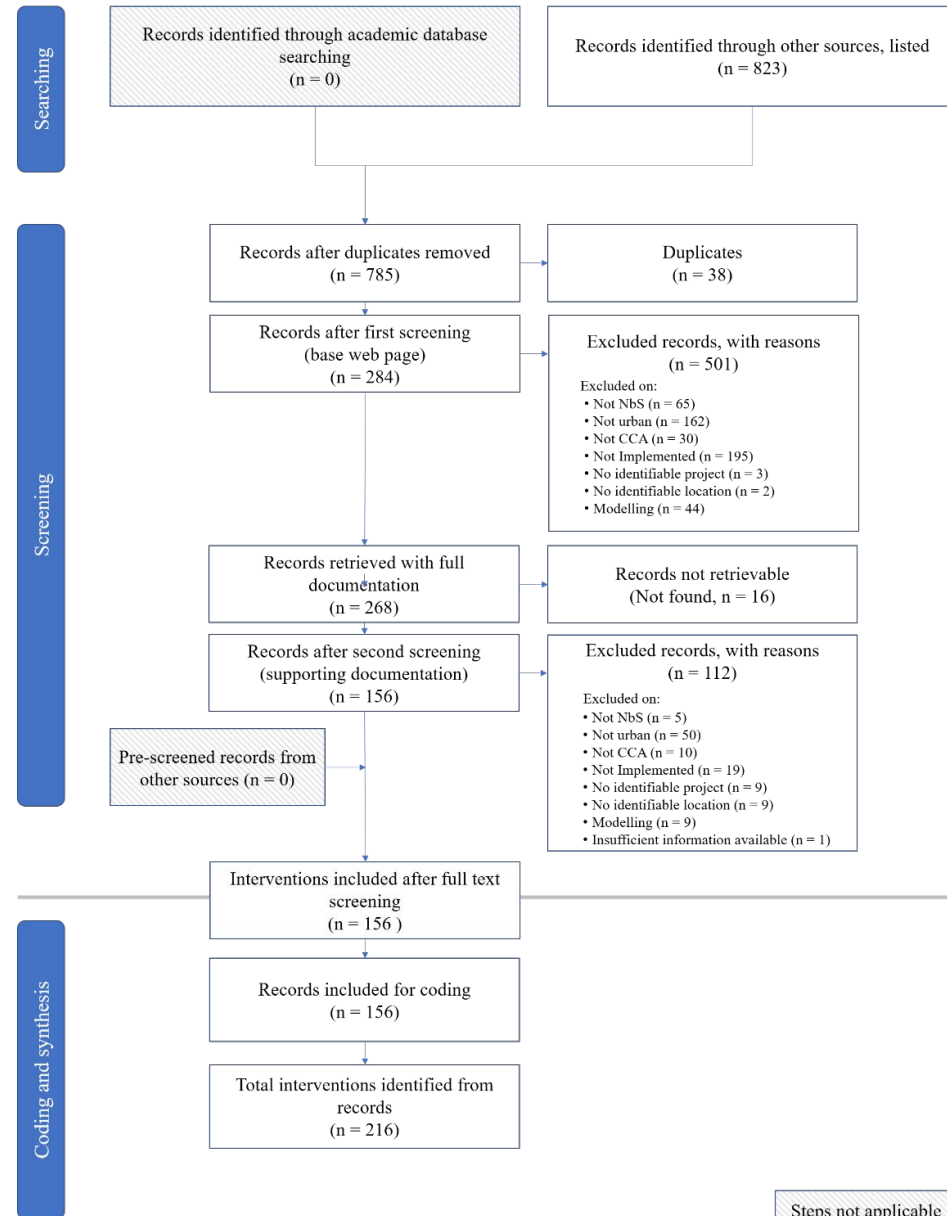 Searching
Records identified through academic database
searching
(n = 0)
Records identified through other sources, listed
(n = 823)
Screening
Records after duplicates removed
(n = 785)
Duplicates
(n = 38)
Records after first screening
(base web page)
(n = 284)
Excluded records, with reasons
(n = 501)
Excluded on:
• Not NbS (n = 65)
• Not urban (n = 162)
• Not CCA (n = 30)
• Not Implemented (n = 195)
• No identifiable project (n = 3)
• No identifiable location (n = 2)
• Modelling (n = 44)
Records retrieved with full
documentation
(n = 268)
Records not retrievable
(Not found, n = 16)
Records after second screening
(supporting documentation)
(n = 156)
Excluded records, with reasons
(n = 112)
Excluded on:
• Not NbS (n = 5)
• Not urban (n = 50)
• Not CCA (n = 10)
• Not Implemented (n = 19)
• No identifiable project (n = 9)
• No identifiable location (n = 9)
• Modelling (n = 9)
• Insufficient information available (n = 1)
Pre-screened records from
other sources (n = 0)
Interventions included after full text
screening
(n = 156 )
Coding and synthesis
Records included for coding
(n = 156)
Total interventions identified from
records
(n = 216)
Steps not applicable